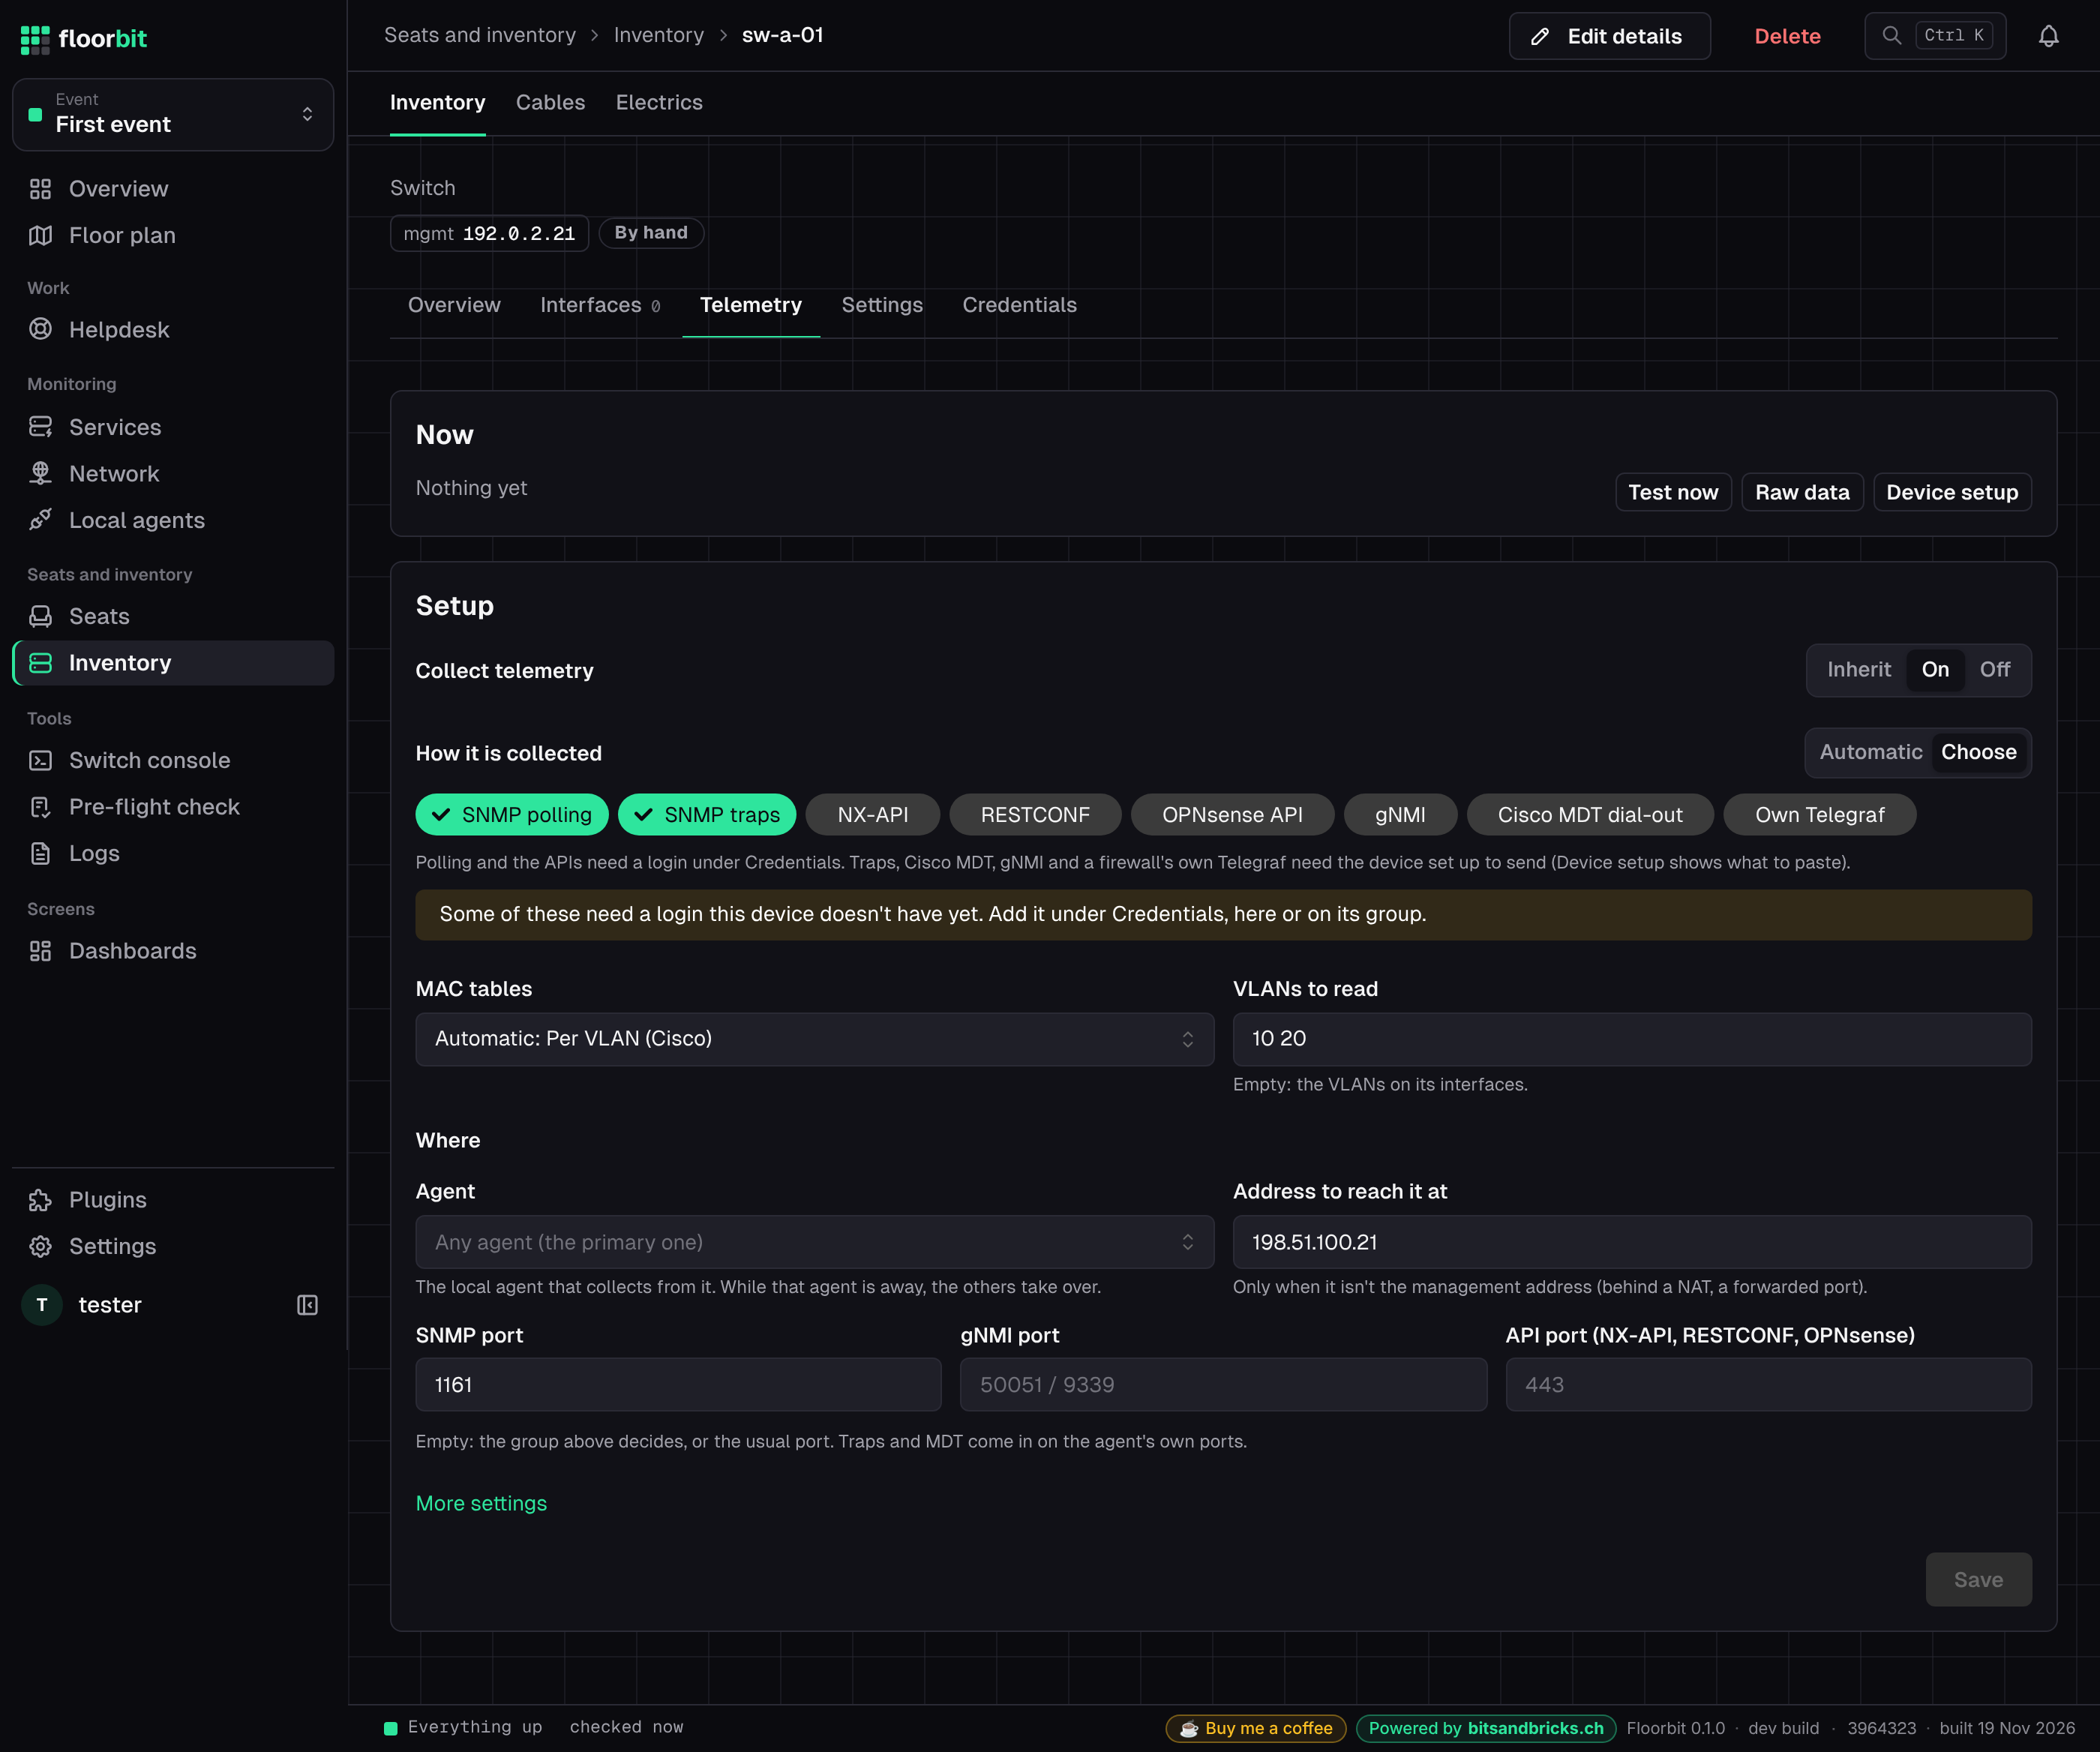 floorbit
Event
First event
Overview
Floor plan
Work
Helpdesk
Monitoring
Services
Network
Local agents
Seats and inventory
Seats
Inventory
Tools
Switch console
Pre-flight check
Logs
Screens
Dashboards
Plugins
Settings
T tester
Seats and inventory > Inventory > sw-a-01
Edit details Delete Ctrl K
Inventory Cables Electrics
Switch
mgmt 192.0.2.21 By hand
Overview Interfaces 0 Telemetry Settings Credentials
Now
Nothing yet
Test now Raw data Device setup
Setup
Collect telemetry Inherit On Off
How it is collected Automatic Choose
SNMP polling SNMP traps NX-API RESTCONF OPNsense API gNMI Cisco MDT dial-out Own Telegraf
Polling and the APIs need a login under Credentials. Traps, Cisco MDT, gNMI and a firewall's own Telegraf need the device set up to send (Device setup shows what to paste).
Some of these need a login this device doesn't have yet. Add it under Credentials, here or on its group.
MAC tables VLANs to read
Automatic: Per VLAN (Cisco) 10 20
Empty: the VLANs on its interfaces.
Where
Agent Address to reach it at
Any agent (the primary one) 198.51.100.21
The local agent that collects from it. While that agent is away, the others take over. Only when it isn't the management address (behind a NAT, a forwarded port).
SNMP port gNMI port API port (NX-API, RESTCONF, OPNsense)
1161 50051 / 9339 443
Empty: the group above decides, or the usual port. Traps and MDT come in on the agent's own ports.
More settings
Save
Everything up checked now
Buy me a coffee Powered by bitsandbricks.ch Floorbit 0.1.0 · dev build · 3964323 · built 19 Nov 2026